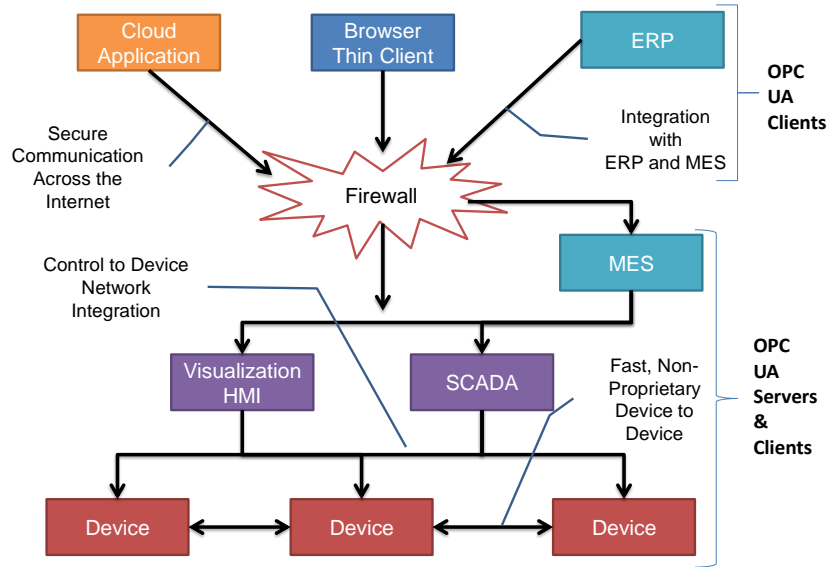 Cloud
Application
Browser
Thin Client
ERP
OPC
UA
Clients
Secure
Communication
Across the
Internet
Integration
with
ERP and MES
Firewall
MES
Control to Device
Network
Integration
Visualization
HMI
SCADA
Fast, Non-
Proprietary
Device to
Device
OPC
UA
Servers
&
Clients
Device
Device
Device